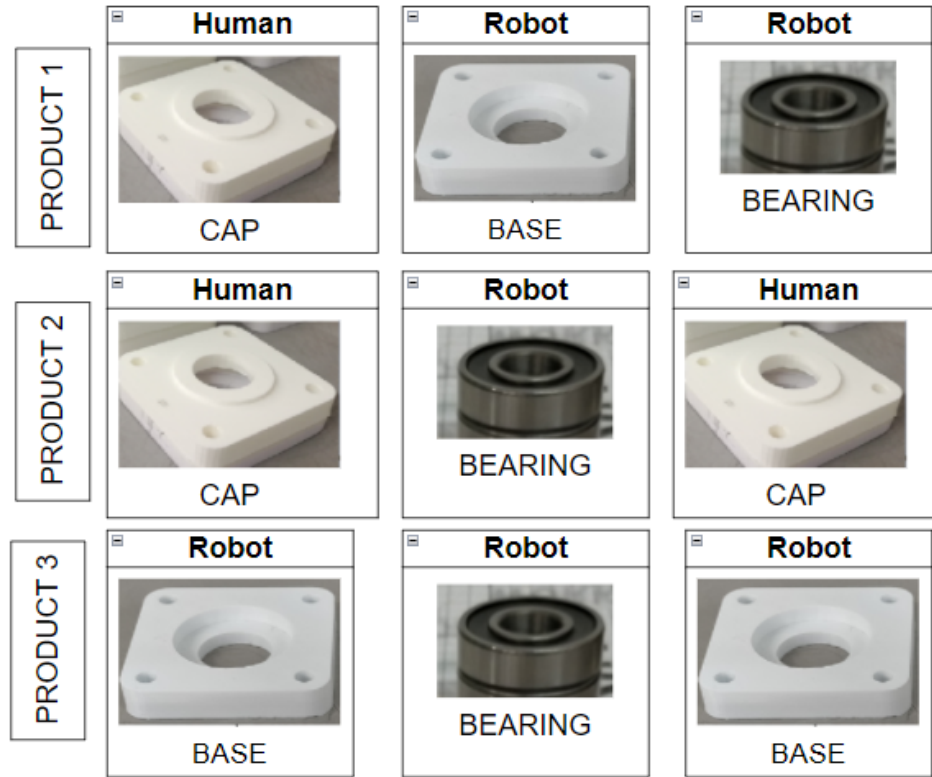 PRODUCT 1
Human
CAP
Robot
BASE
Robot
BEARING
PRODUCT 2
Human
CAP
Robot
BEARING
Human
CAP
PRODUCT 3
Robot
BASE
Robot
BEARING
Robot
BASE